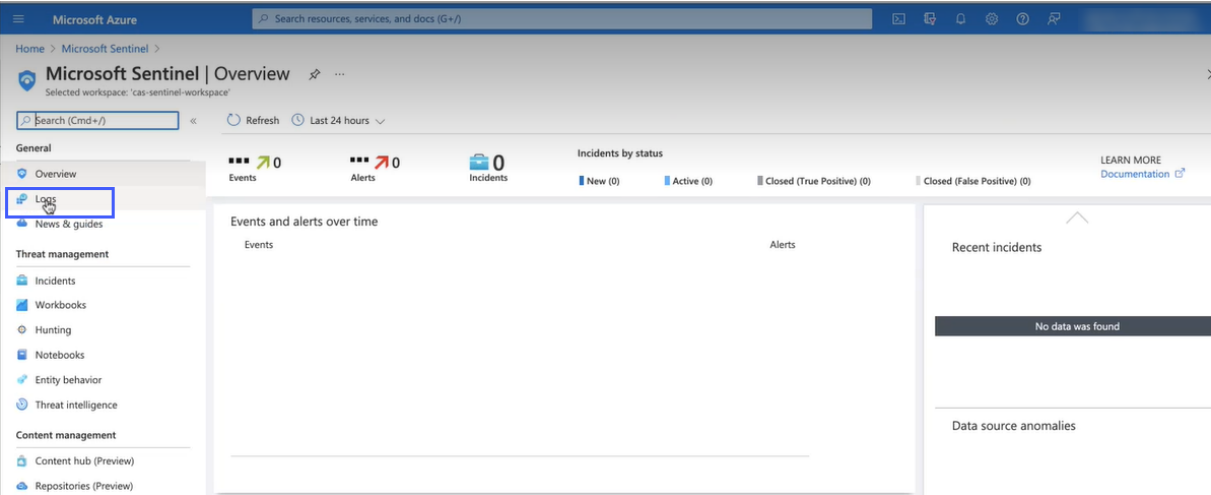 Microsoft Azure
Search resources, services, and docs (G+/)
Home > Microsoft Sentinel >
Microsoft Sentinel | Overview
Selected workspace: 'cas-sentinel-workspace'
Search (Cmd+/)
Refresh
Last 24 hours
General
Overview
Logs
News & guides
Threat management
Incidents
Workbooks
Hunting
Notebooks
Entity behavior
Threat intelligence
Content management
Content hub (Preview)
Repositories (Preview)
0
Events
0
Alerts
0
Incidents
Incidents by status
New (0)
Active (0)
Closed (True Positive) (0)
Closed (False Positive) (0)
LEARN MORE
Documentation
Events and alerts over time
Events
Alerts
Recent incidents
No data was found
Data source anomalies